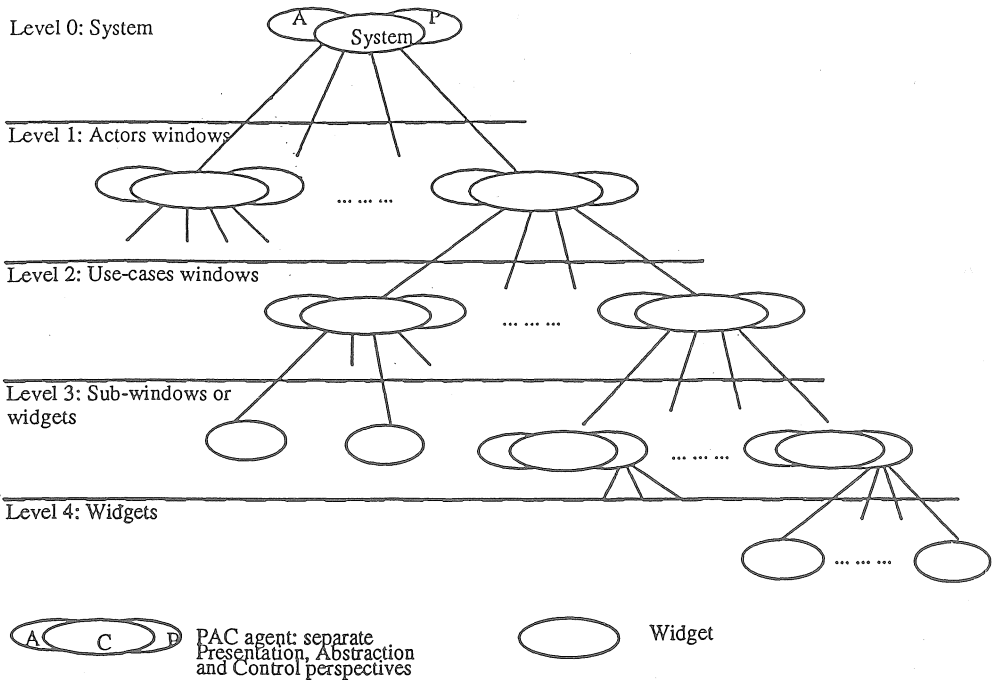 A
P
Level 0: System
System
Level 1: Actors windows
... ... ...
Level 2: Use-cases windows
... ... ...
Level 3: Sub-windows or
widgets
... ... ...
Level 4: Widgets
... ... ...
A
C
P
PAC agent: separate
Presentation, Abstraction
and Control perspectives
Widget